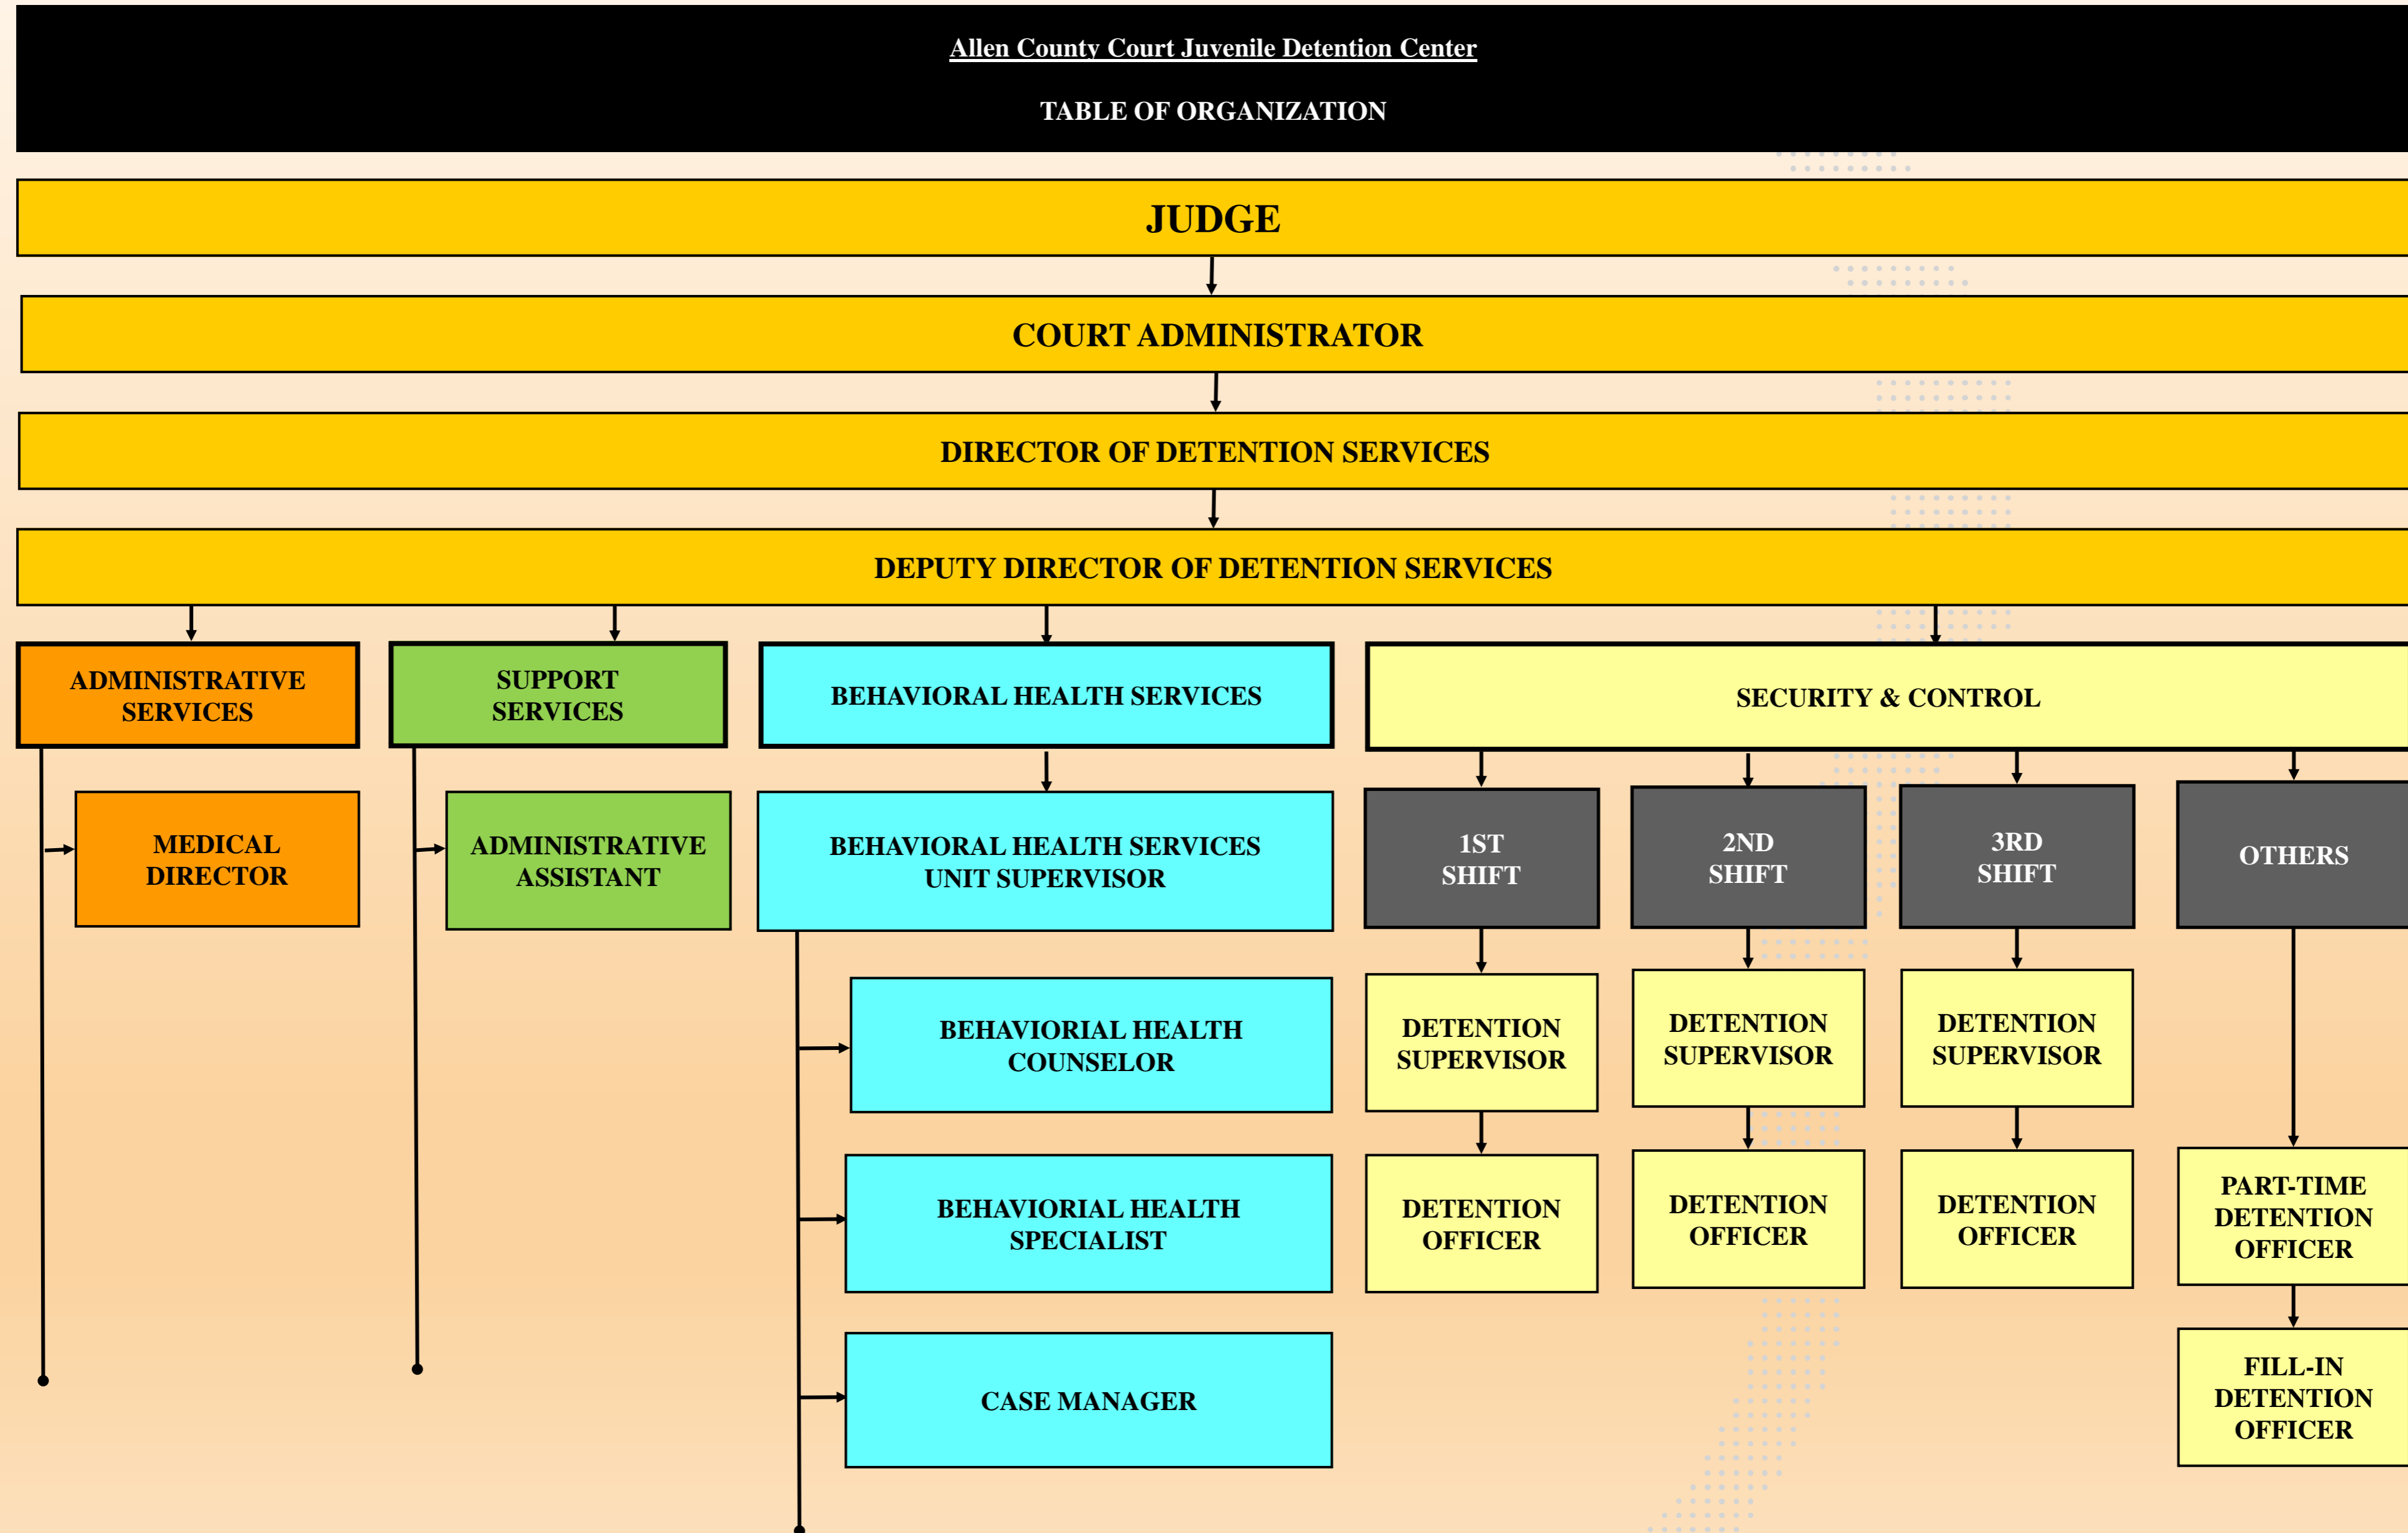 Allen County Court Juvenile Detention Center
TABLE OF ORGANIZATION
JUDGE
COURT ADMINISTRATOR
DIRECTOR OF DETENTION SERVICES
DEPUTY DIRECTOR OF DETENTION SERVICES
ADMINISTRATIVE
SERVICES
SUPPORT
SERVICES
BEHAVIORAL HEALTH SERVICES
SECURITY & CONTROL
MEDICAL
DIRECTOR
ADMINISTRATIVE
ASSISTANT
BEHAVIORAL HEALTH SERVICES
UNIT SUPERVISOR
1ST
SHIFT
2ND
SHIFT
3RD
SHIFT
OTHERS
BEHAVIORIAL HEALTH
COUNSELOR
DETENTION
SUPERVISOR
DETENTION
SUPERVISOR
DETENTION
SUPERVISOR
BEHAVIORIAL HEALTH
SPECIALIST
DETENTION
OFFICER
DETENTION
OFFICER
DETENTION
OFFICER
PART-TIME
DETENTION
OFFICER
CASE MANAGER
FILL-IN
DETENTION
OFFICER